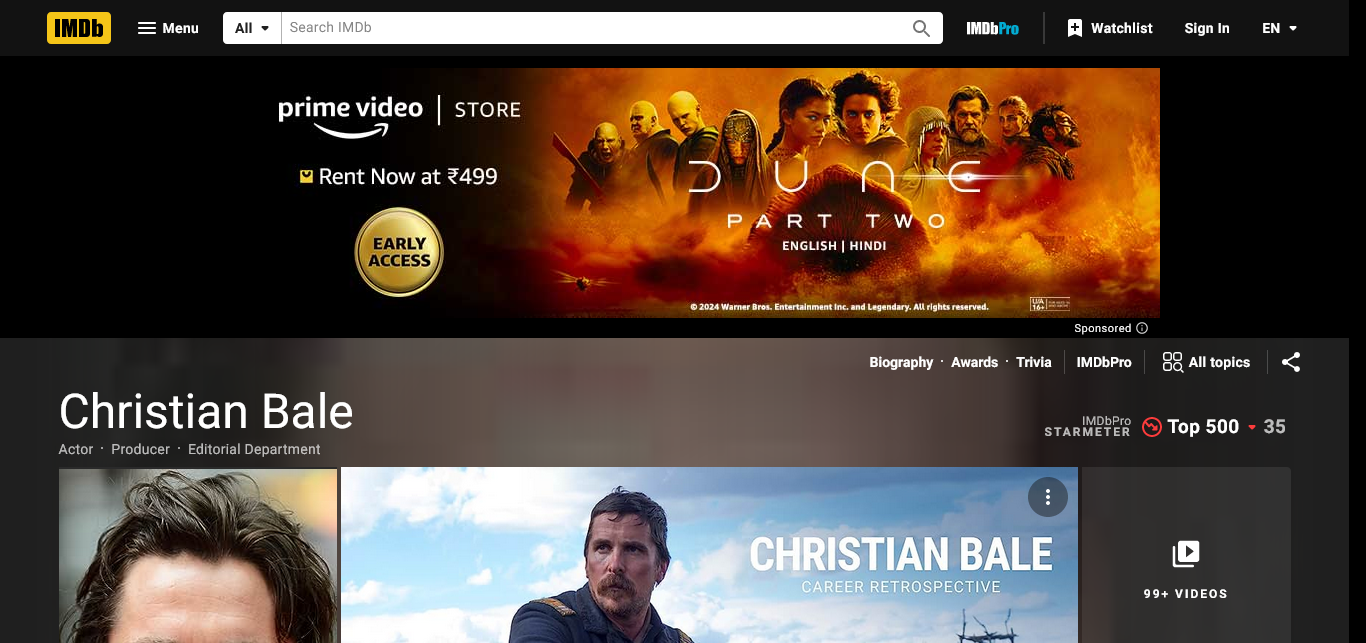 IMDb
Menu
All
Search IMDb
IMDbPro
Watchlist
Sign In
EN
prime video | STORE
Rent Now at ₹499
EARLY
ACCESS
DUNE
PART TWO
ENGLISH | HINDI
© 2024 Warner Bros. Entertainment Inc. and Legendary. All rights reserved.
U/A
16+
Sponsored
Biography · Awards · Trivia
IMDbPro
All topics
Christian Bale
Actor · Producer · Editorial Department
IMDbPro
STARMETER
Top 500
35
CHRISTIAN BALE
CAREER RETROSPECTIVE
99+ VIDEOS